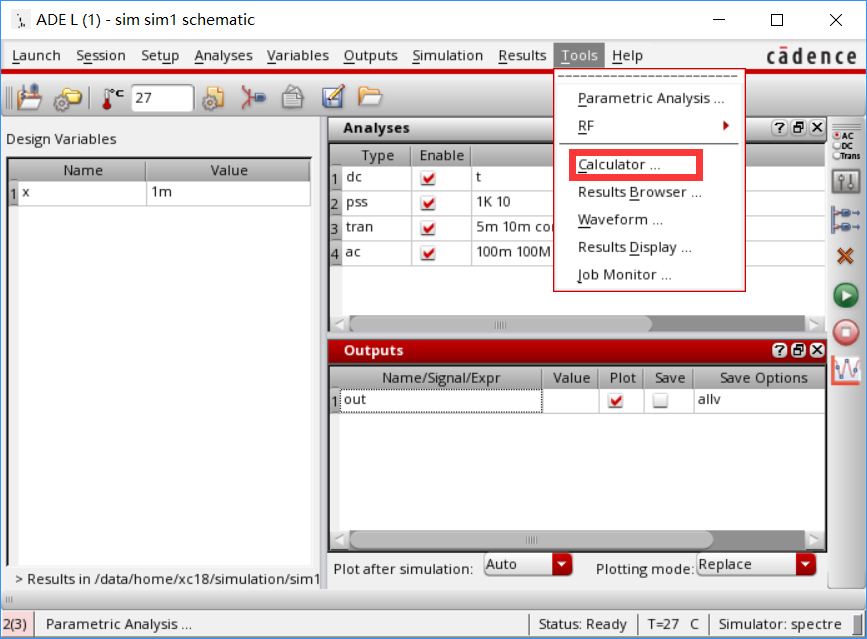 ADE L (1) - sim sim1 schematic
Launch Session Setup Analyses Variables Outputs Simulation Results Tools Help cādence
°C 27
Design Variables
Name Value
1 x 1m
> Results in /data/home/xc18/simulation/sim1
Analyses
Type Enable
1 dc t
2 pss 1K 10
3 tran 5m 10m con
4 ac 100m 100M
Parametric Analysis ...
RF
Calculator ...
Results Browser ...
Waveform ...
Results Display ...
Job Monitor ...
AC
DC
Trans
Outputs
Name/Signal/Expr Value Plot Save Save Options
1 out allv
Plot after simulation: Auto Plotting mode: Replace
2(3) Parametric Analysis ... Status: Ready T=27 C Simulator: spectre